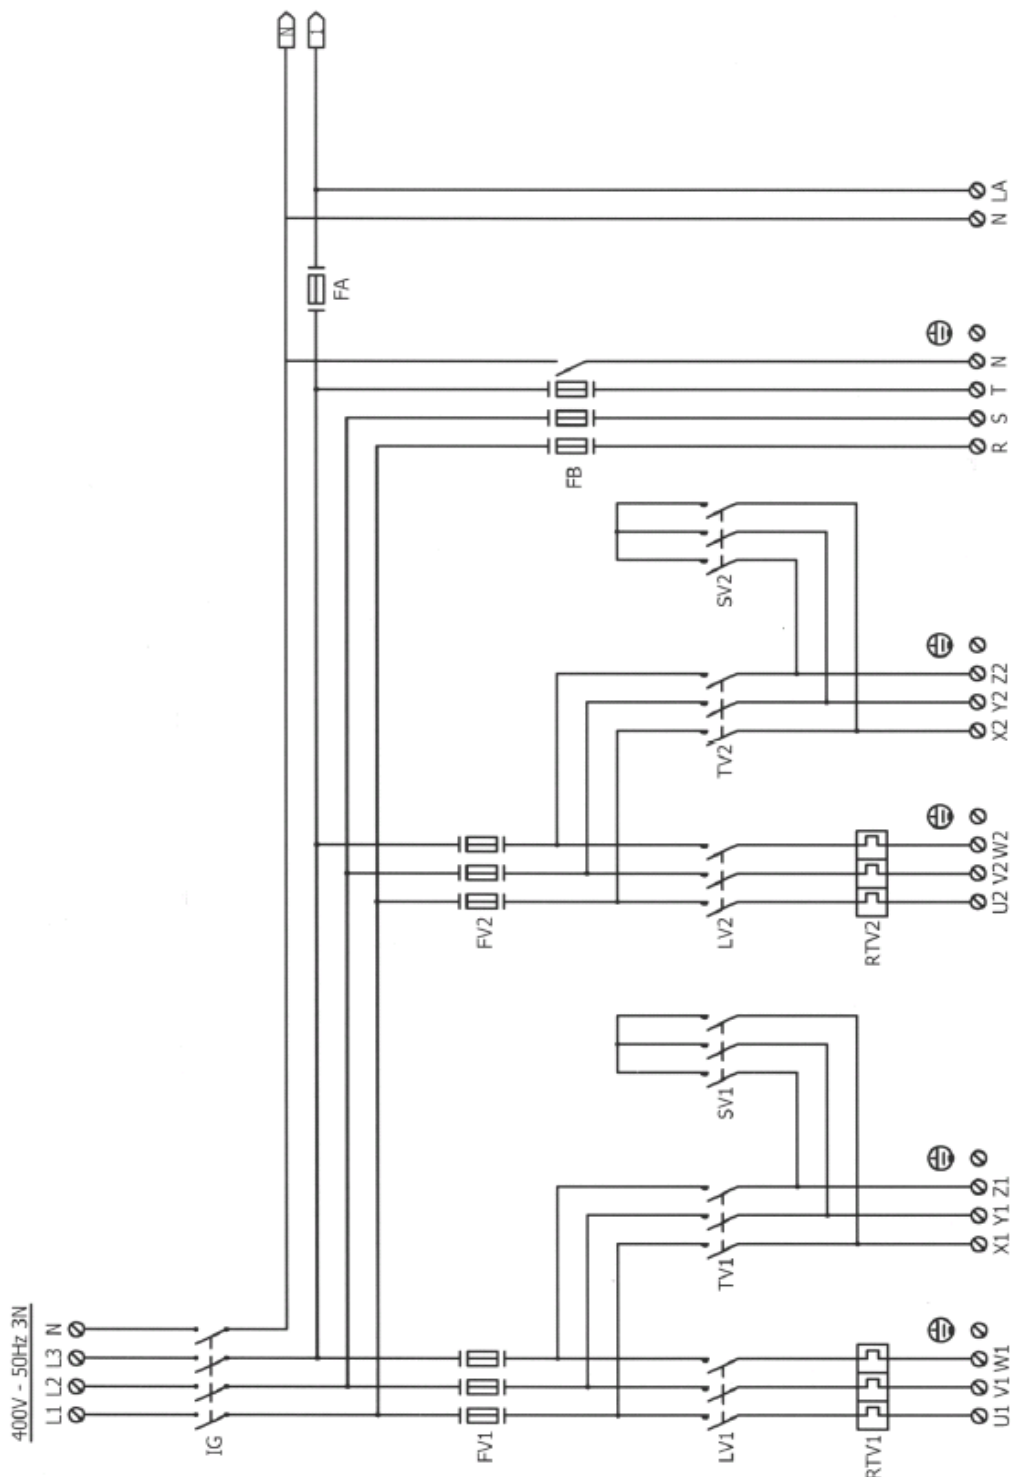 400V - 50Hz 3N
L1 L2 L3 N
IG
N
1
FA
FV1 FV2
FB
LV1 TV1 SV1 LV2 TV2 SV2
RTV1 RTV2
U1 V1 W1 X1 Y1 Z1 U2 V2 W2 X2 Y2 Z2 R S T N N LA